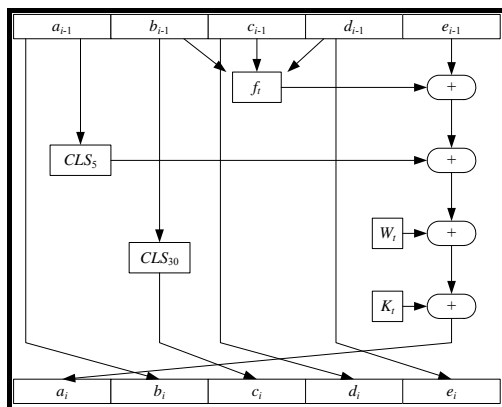 a_{i-1} b_{i-1} c_{i-1} d_{i-1} e_{i-1}
f_t +
CLS_5 +
W_t +
CLS_30
K_t +
a_i b_i c_i d_i e_i